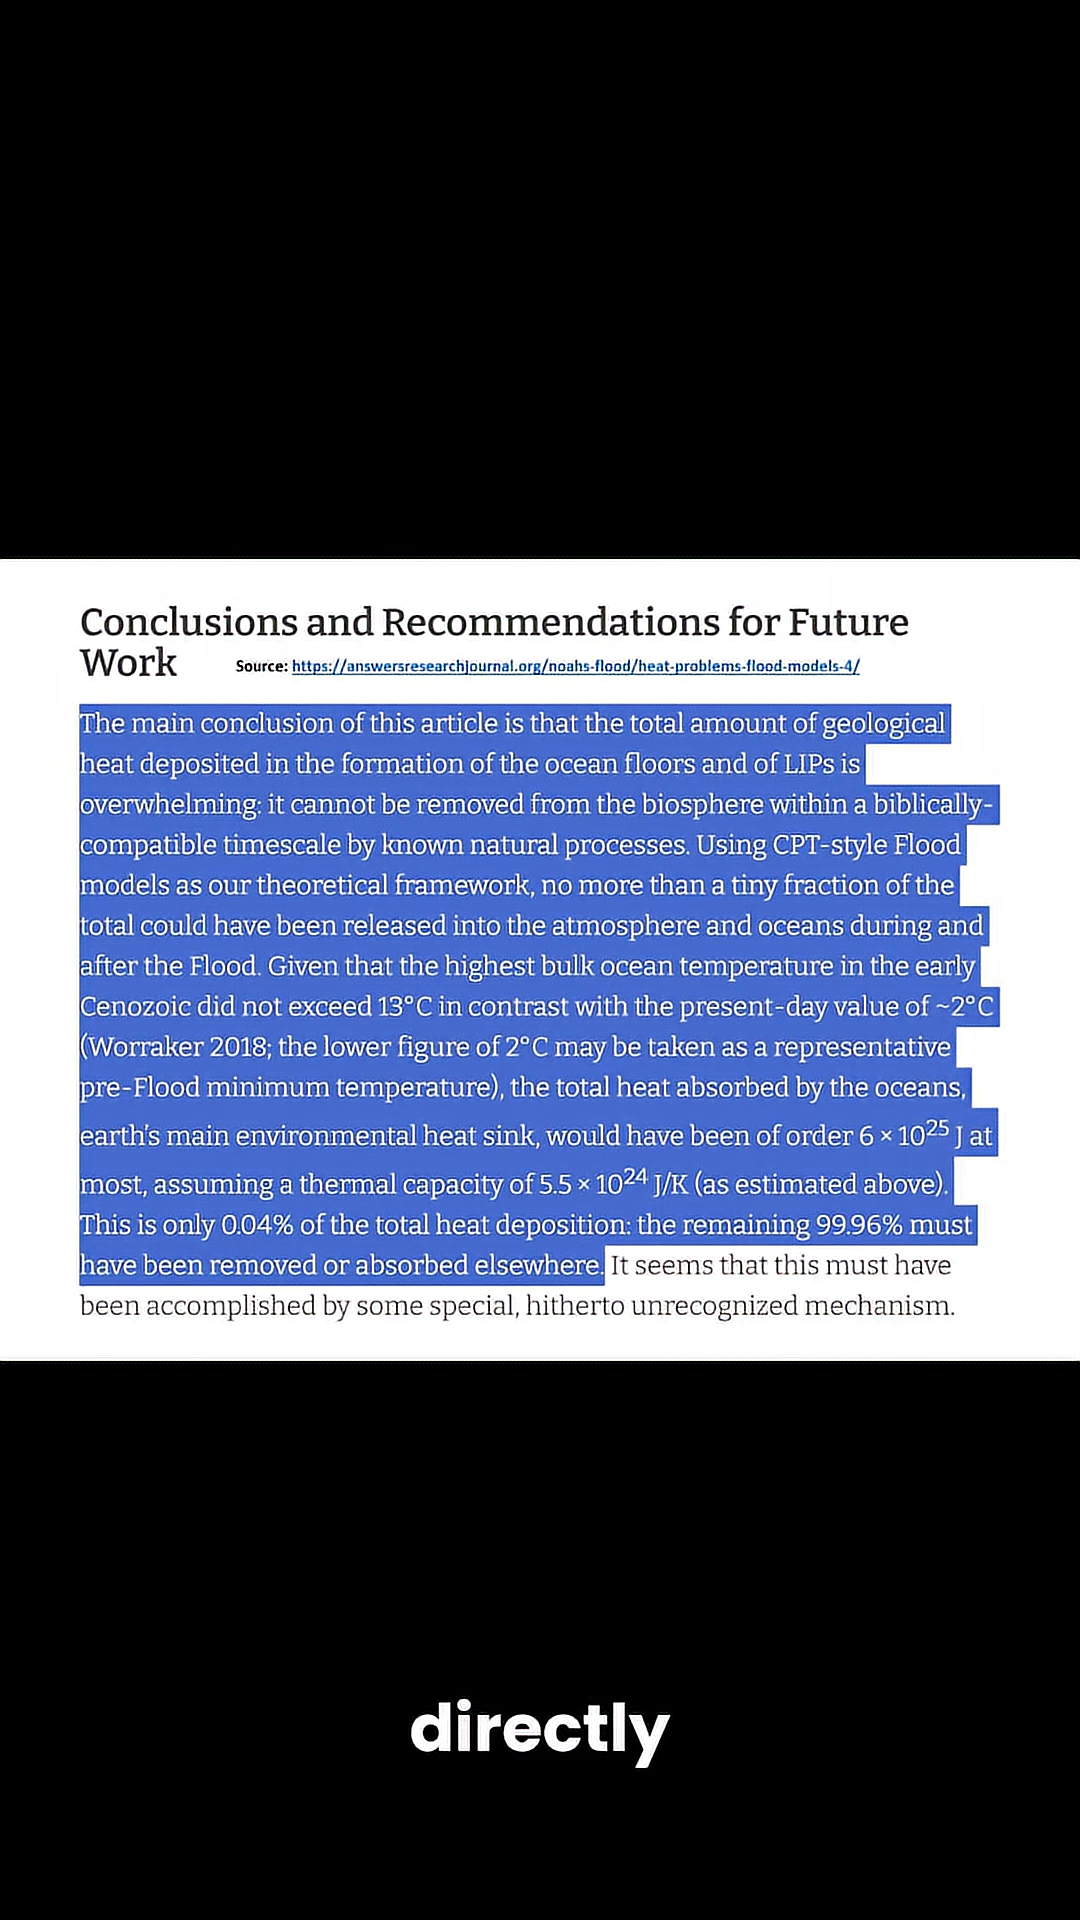 Conclusions and Recommendations for Future
Work
Source: https://answersresearchjournal.org/noahs-flood/heat-problems-flood-models-4/
The main conclusion of this article is that the total amount of geological
heat deposited in the formation of the ocean floors and of LIPs is
overwhelming: it cannot be removed from the biosphere within a biblically-
compatible timescale by known natural processes. Using CPT-style Flood
models as our theoretical framework, no more than a tiny fraction of the
total could have been released into the atmosphere and oceans during and
after the Flood. Given that the highest bulk ocean temperature in the early
Cenozoic did not exceed 13°C in contrast with the present-day value of ~2°C
(Worraker 2018; the lower figure of 2°C may be taken as a representative
pre-Flood minimum temperature), the total heat absorbed by the oceans,
earth's main environmental heat sink, would have been of order 6 × 10²⁵ J at
most, assuming a thermal capacity of 5.5 × 10²⁴ J/K (as estimated above).
This is only 0.04% of the total heat deposition: the remaining 99.96% must
have been removed or absorbed elsewhere. It seems that this must have
been accomplished by some special, hitherto unrecognized mechanism.
directly